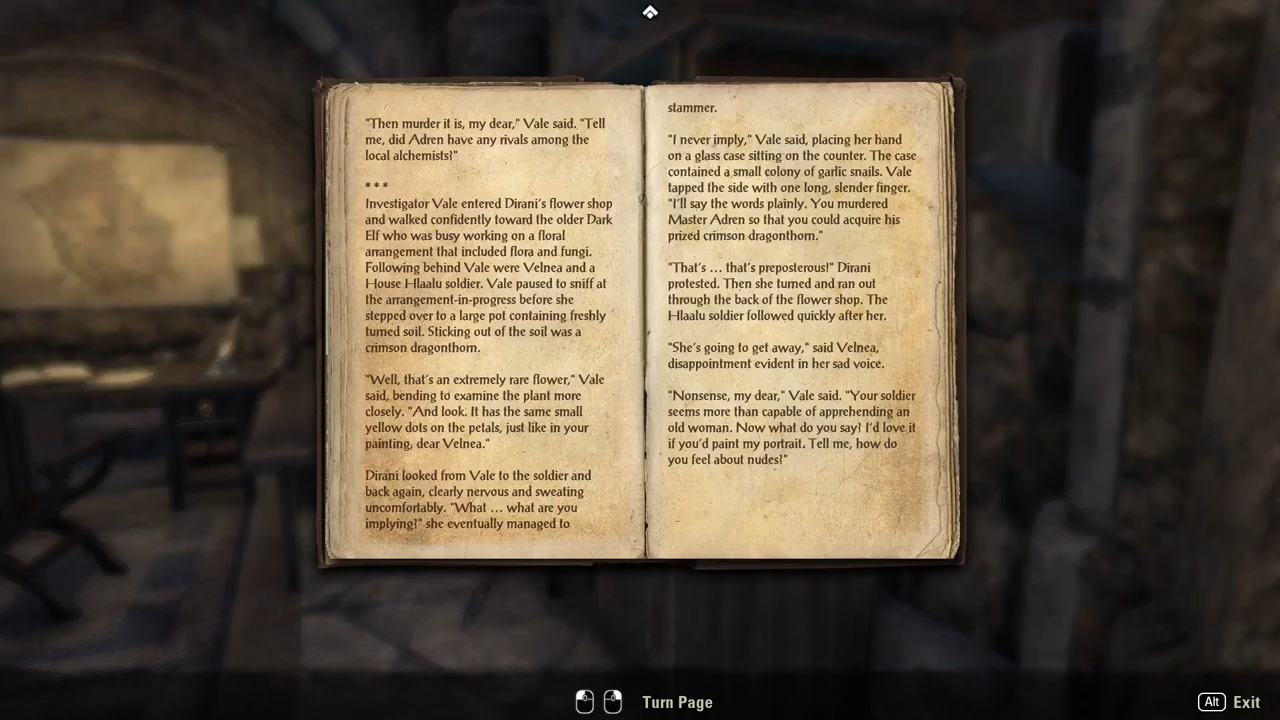 "Then murder it is, my dear," Vale said. "Tell
me, did Adren have any rivals among the
local alchemists?"
* * *
Investigator Vale entered Dirani's flower shop
and walked confidently toward the older Dark
Elf who was busy working on a floral
arrangement that included flora and fungi.
Following behind Vale were Velnea and a
House Hlaalu soldier. Vale paused to sniff at
the arrangement-in-progress before she
stepped over to a large pot containing freshly
turned soil. Sticking out of the soil was a
crimson dragonthorn.
"Well, that's an extremely rare flower," Vale
said, bending to examine the plant more
closely. "And look. It has the same small
yellow dots on the petals, just like in your
painting, dear Velnea."
Dirani looked from Vale to the soldier and
back again, clearly nervous and sweating
uncomfortably. "What ... what are you
implying?" she eventually managed to
stammer.
"I never imply," Vale said, placing her hand
on a glass case sitting on the counter. The case
contained a small colony of garlic snails. Vale
tapped the side with one long, slender finger.
"I'll say the words plainly. You murdered
Master Adren so that you could acquire his
prized crimson dragonthorn."
"That's ... that's preposterous!" Dirani
protested. Then she turned and ran out
through the back of the flower shop. The
Hlaalu soldier followed quickly after her.
"She's going to get away," said Velnea,
disappointment evident in her sad voice.
"Nonsense, my dear," Vale said. "Your soldier
seems more than capable of apprehending an
old woman. Now what do you say? I'd love it
if you'd paint my portrait. Tell me, how do
you feel about nudes?"
Turn Page
Alt Exit